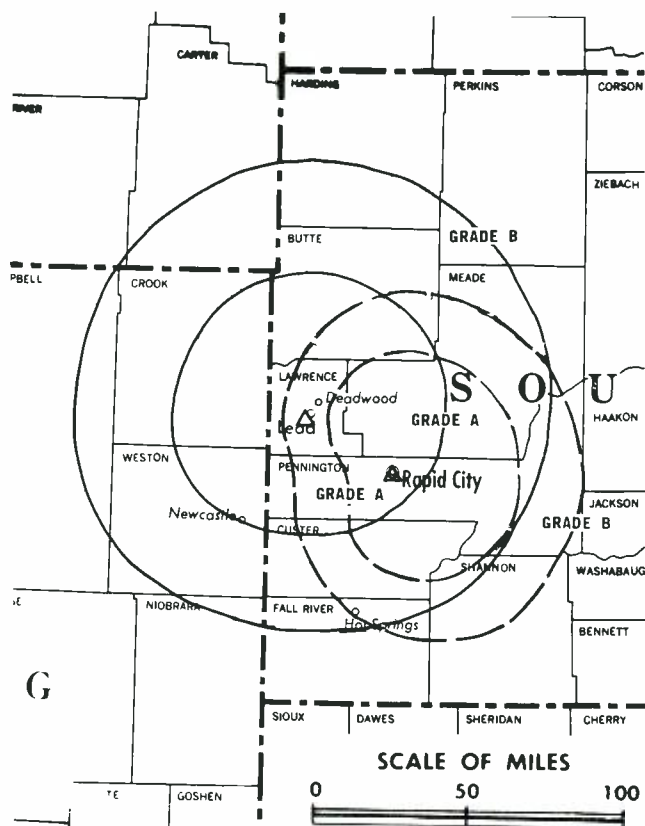 CARTER
HARDING
PERKINS
CORSON
RIVER
ZIEBACH
BUTTE
GRADE B
PBELL
CROOK
MEADE
LAWRENCE
Deadwood
S O U
Lead
GRADE A
HAAKON
WESTON
PENNINGTON
Rapid City
GRADE A
JACKSON
Newcastle
CUSTER
GRADE B
SHANNON
WASHABAUG
NIOBRARA
FALL RIVER
Hot Springs
BENNETT
G
SIOUX
DAWES
SHERIDAN
CHERRY
SCALE OF MILES
TE
GOSHEN
0 50 100